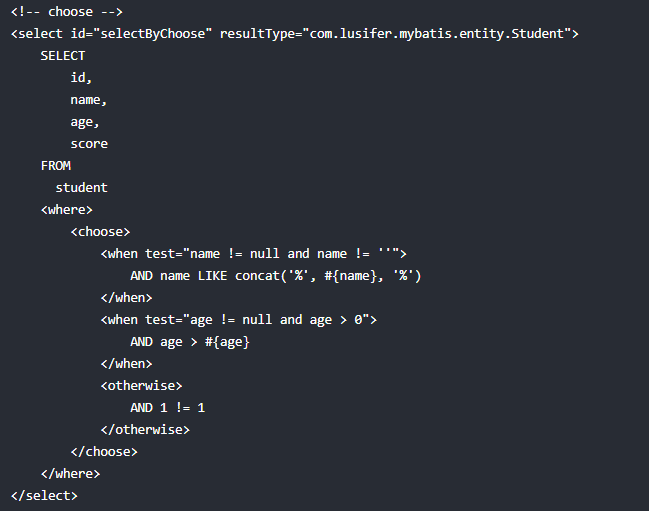 <!-- choose -->
<select id="selectByChoose" resultType="com.lusifer.mybatis.entity.Student">
    SELECT
        id,
        name,
        age,
        score
    FROM
      student
    <where>
        <choose>
            <when test="name != null and name != ''">
                AND name LIKE concat('%', #{name}, '%')
            </when>
            <when test="age != null and age > 0">
                AND age > #{age}
            </when>
            <otherwise>
                AND 1 != 1
            </otherwise>
        </choose>
    </where>
</select>